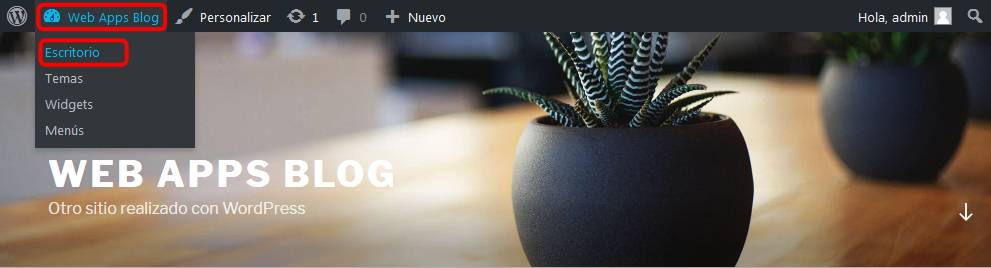 Web Apps Blog Personalizar 1 0 Nuevo Hola, admin
Escritorio
Temas
Widgets
Menús
WEB APPS BLOG
Otro sitio realizado con WordPress